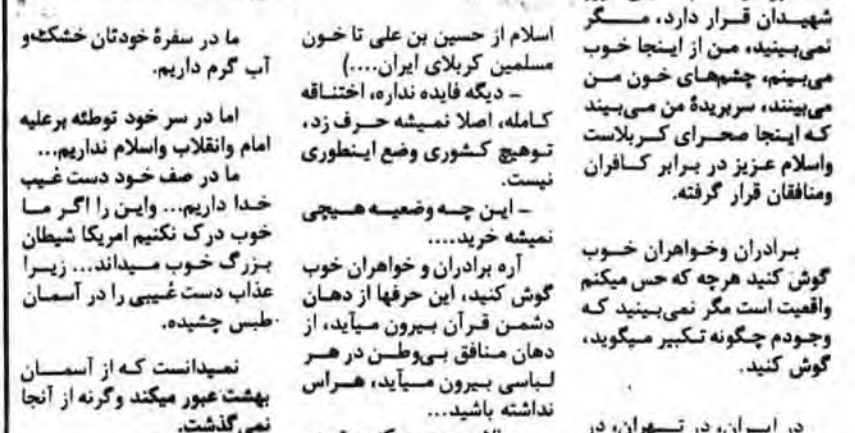 شهیدان قرار دارد، مگر
نمی‌بینید، من از اینجا خوب
می‌بینم، چشمهای خون من
می‌بینند، سربریدهٔ من می‌بیند
که اینجا صحرای کربلاست
واسلام عزیز در برابر کافران
ومنافقان قرار گرفته.
برادران وخواهران خوب
گوش کنید هرچه که حس میکنم
واقعیت است مگر نمی‌بینید که
وجودم چگونه تکبیر میگوید،
گوش کنید.
در ایران، در تهران، در
اسلام از حسین بن علی تا خون
مسلمین کربلای ایران....)
ـ دیگه فایده نداره، اختناقه
کامله، اصلا نمیشه حرف زد،
توهیچ کشوری وضع اینطوری
نیست.
ـ این چه وضعیه هیچی
نمیشه خرید....
آره برادران و خواهران خوب
گوش کنید، این حرفها از دهان
دشمن قرآن بیرون میآید، از
دهان منافق بی‌وطن در هر
لباسی بیرون میآید، هراس
نداشته باشید...
ما در سفرهٔ خودتان خشکه‌و
آب گرم داریم.
اما در سر خود توطئه برعلیه
امام وانقلاب واسلام نداریم...
ما در صف خود دست غیب
خدا داریم... واین را اگر ما
خوب درک نکنیم امریکا شیطان
بزرگ خوب میداند... زیرا
عذاب دست غیبی را در آسمان
طبس چشیده.
نمیدانست که از آسمان
بهشت عبور میکند وگرنه از آنجا
نمی‌گذشت.